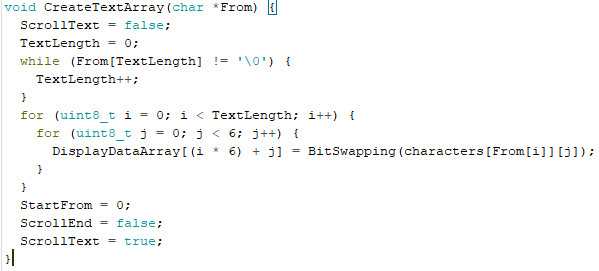 void CreateTextArray(char *From) {
  ScrollText = false;
  TextLength = 0;
  while (From[TextLength] != '\0') {
    TextLength++;
  }
  for (uint8_t i = 0; i < TextLength; i++) {
    for (uint8_t j = 0; j < 6; j++) {
      DisplayDataArray[(i * 6) + j] = BitSwapping(characters[From[i]][j]);
    }
  }
  StartFrom = 0;
  ScrollEnd = false;
  ScrollText = true;
}